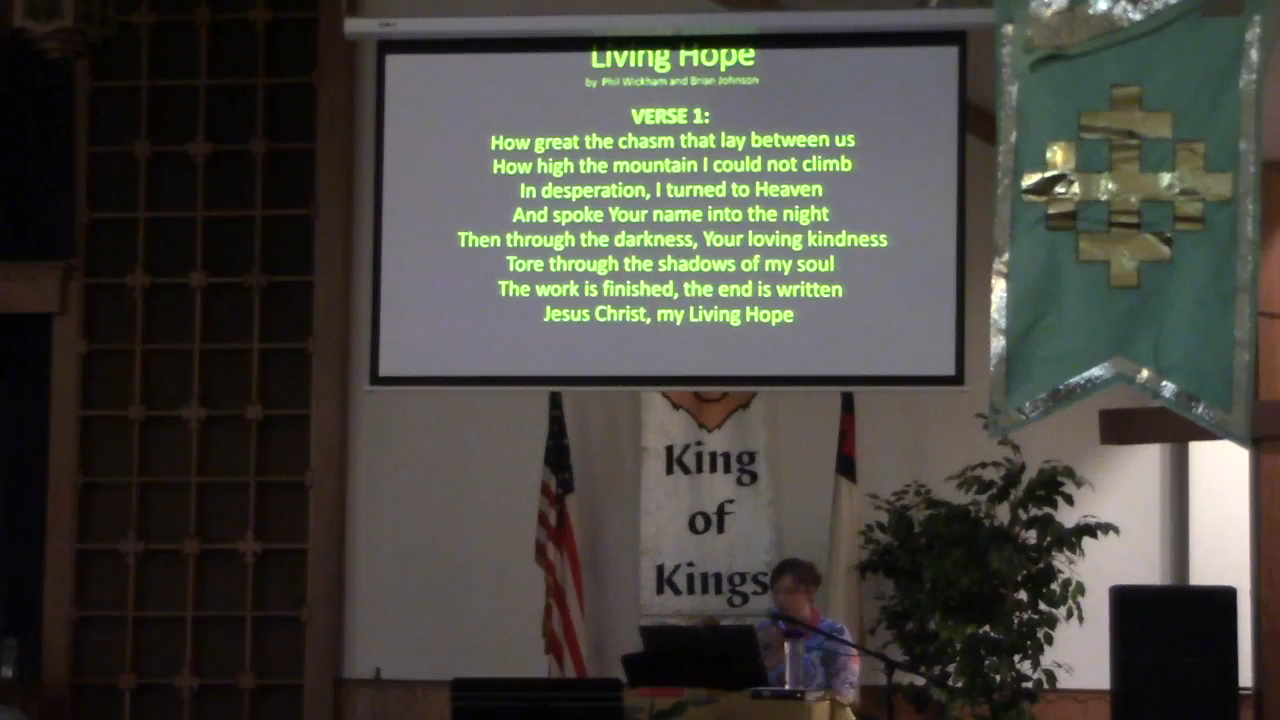 Living Hope
by Phil Wickham and Brian Johnson
VERSE 1:
How great the chasm that lay between us
How high the mountain I could not climb
In desperation, I turned to Heaven
And spoke Your name into the night
Then through the darkness, Your loving kindness
Tore through the shadows of my soul
The work is finished, the end is written
Jesus Christ, my Living Hope
King
of
Kings